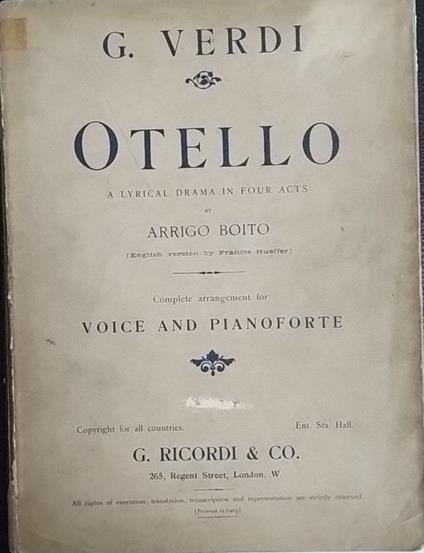 G. VERDI
OTELLO
A LYRICAL DRAMA IN FOUR ACTS
BY
ARRIGO BOITO
(English version by Francis Hueffer)
Complete arrangement for
VOICE AND PIANOFORTE
Copyright for all countries. Ent. Sta. Hall.
G. RICORDI & CO.
265, Regent Street, London, W.
All rights of execution, translation, transcription and representation are strictly reserved.
(Printed in Italy)